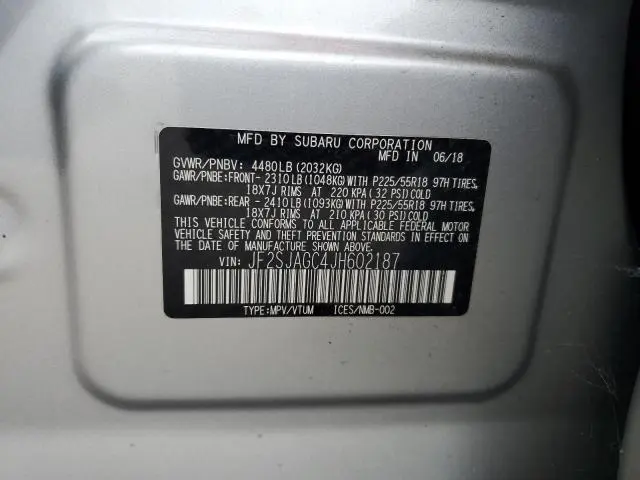 MFD BY SUBARU CORPORATION
GVWR/PNBV: 4480LB(2032KG) MFD IN 06/18
GAWR/PNBE:FRONT-2310LB(1048KG)WITH P225/55R18 97H TIRES,
18X7J RIMS AT 220 KPA(32 PSI)COLD
GAWR/PNBE:REAR -2410LB(1093KG)WITH P225/55R18 97H TIRES,
18X7J RIMS AT 210 KPA(30 PSI)COLD
THIS VEHICLE CONFORMS TO ALL APPLICABLE FEDERAL MOTOR
VEHICLE SAFETY AND BUMPER STANDARDS IN EFFECT ON THE
DATE OF MANUFACTURE SHOWN ABOVE.
VIN: JF2SJAGC4JH602187
TYPE:MPV/VTUM ICES/NMB-002